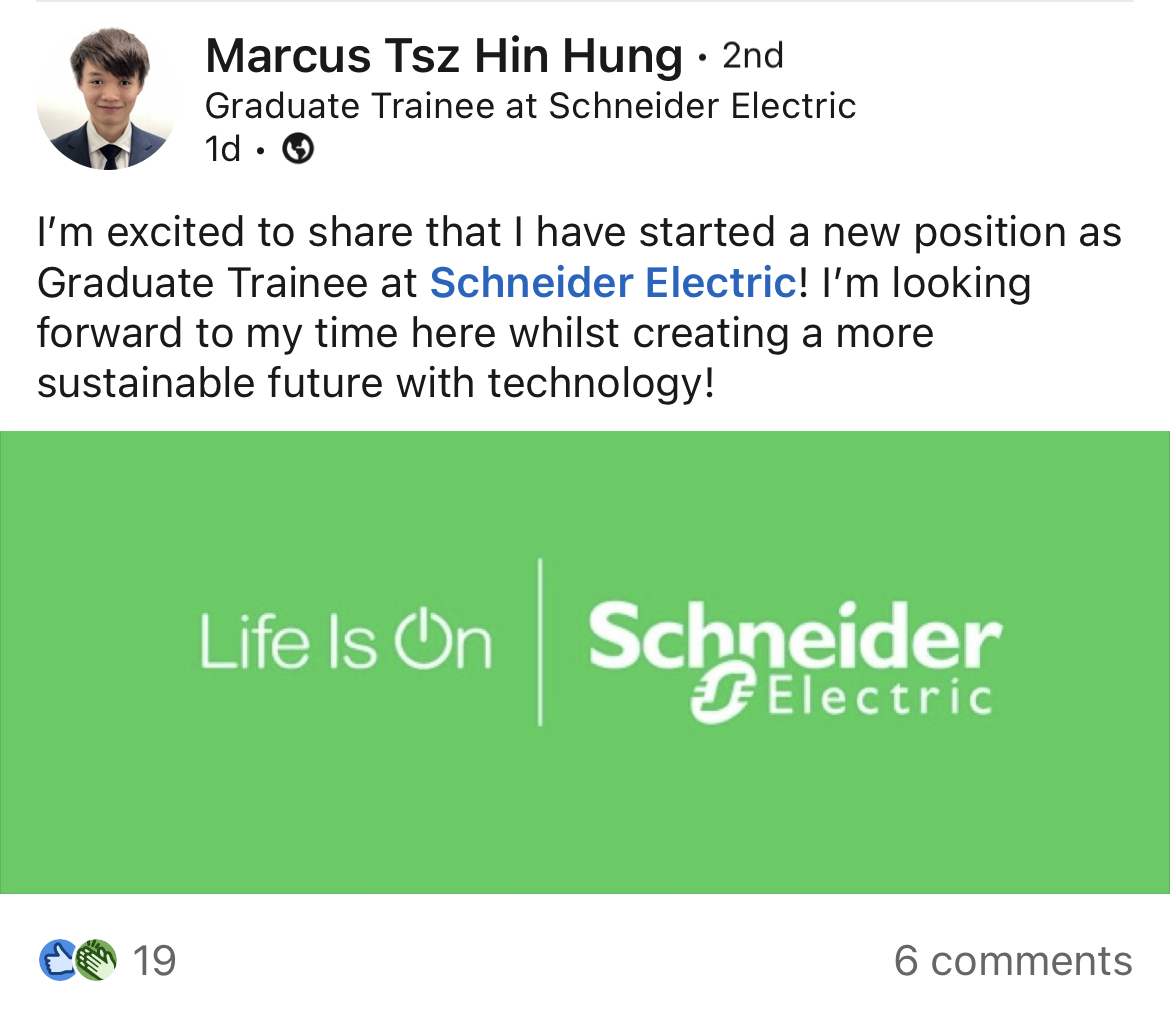 Marcus Tsz Hin Hung · 2nd
Graduate Trainee at Schneider Electric
1d ·
I’m excited to share that I have started a new position as
Graduate Trainee at Schneider Electric! I’m looking
forward to my time here whilst creating a more
sustainable future with technology!
Life Is On
Schneider
Electric
19
6 comments